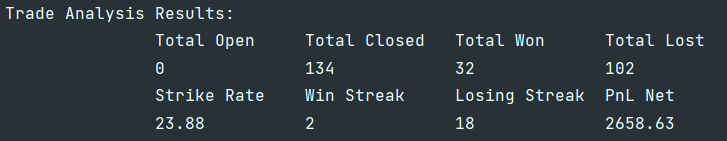 Trade Analysis Results:
Total Open Total Closed Total Won Total Lost
0 134 32 102
Strike Rate Win Streak Losing Streak PnL Net
23.88 2 18 2658.63